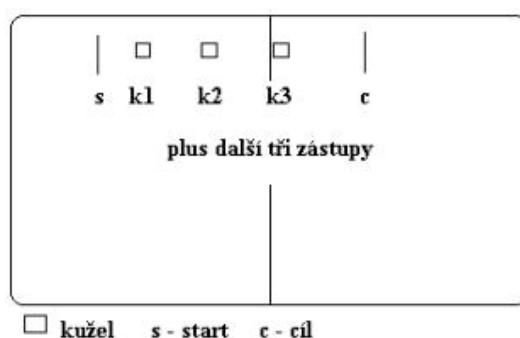 s k1 k2 k3 c
plus další tři zástupy
kužel s - start c - cíl